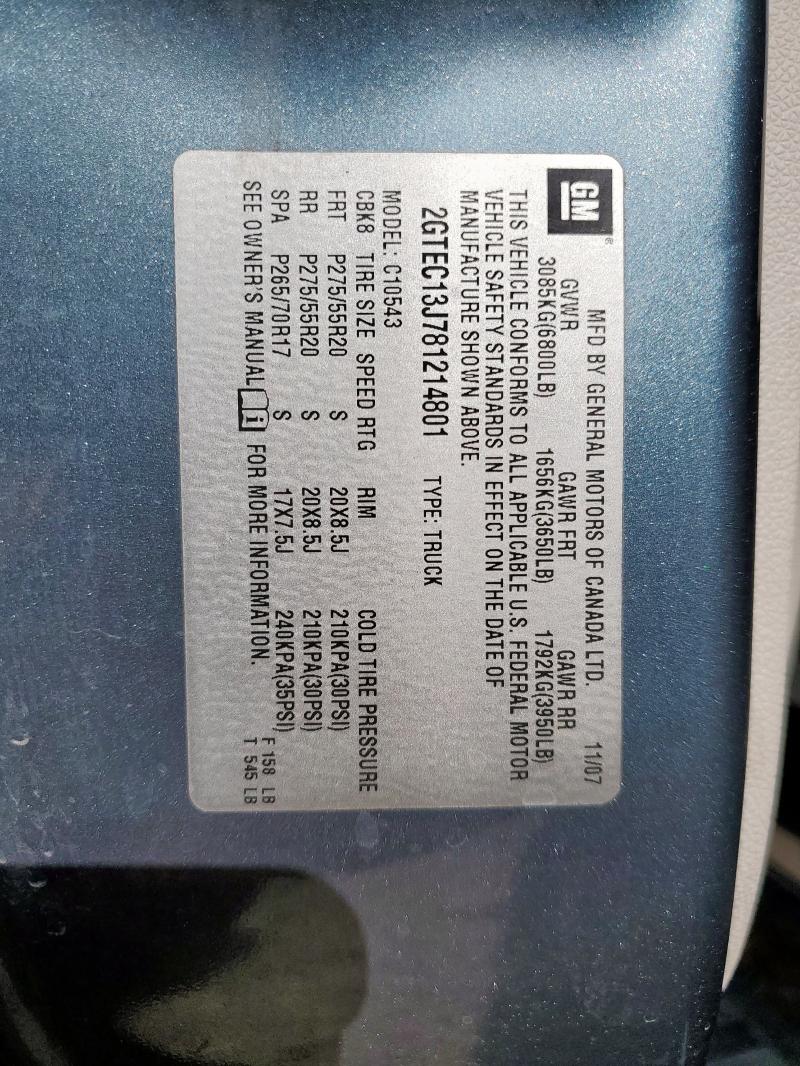 GM®
MFD BY GENERAL MOTORS OF CANADA LTD. 11/07
GVWR GAWR FRT GAWR RR
3085KG(6800LB) 1656KG(3650LB) 1792KG(3950LB)
THIS VEHICLE CONFORMS TO ALL APPLICABLE U.S. FEDERAL MOTOR
VEHICLE SAFETY STANDARDS IN EFFECT ON THE DATE OF
MANUFACTURE SHOWN ABOVE.
2GTEC13J781214801 TYPE: TRUCK
MODEL: C10543
CBK8 TIRE SIZE SPEED RTG RIM COLD TIRE PRESSURE
FRT P275/55R20 S 20X8.5J 210KPA(30PSI)
RR P275/55R20 S 20X8.5J 210KPA(30PSI)
SPA P265/70R17 S 17X7.5J 240KPA(35PSI)
F 158 LB
SEE OWNER'S MANUAL i FOR MORE INFORMATION. T 545 LB